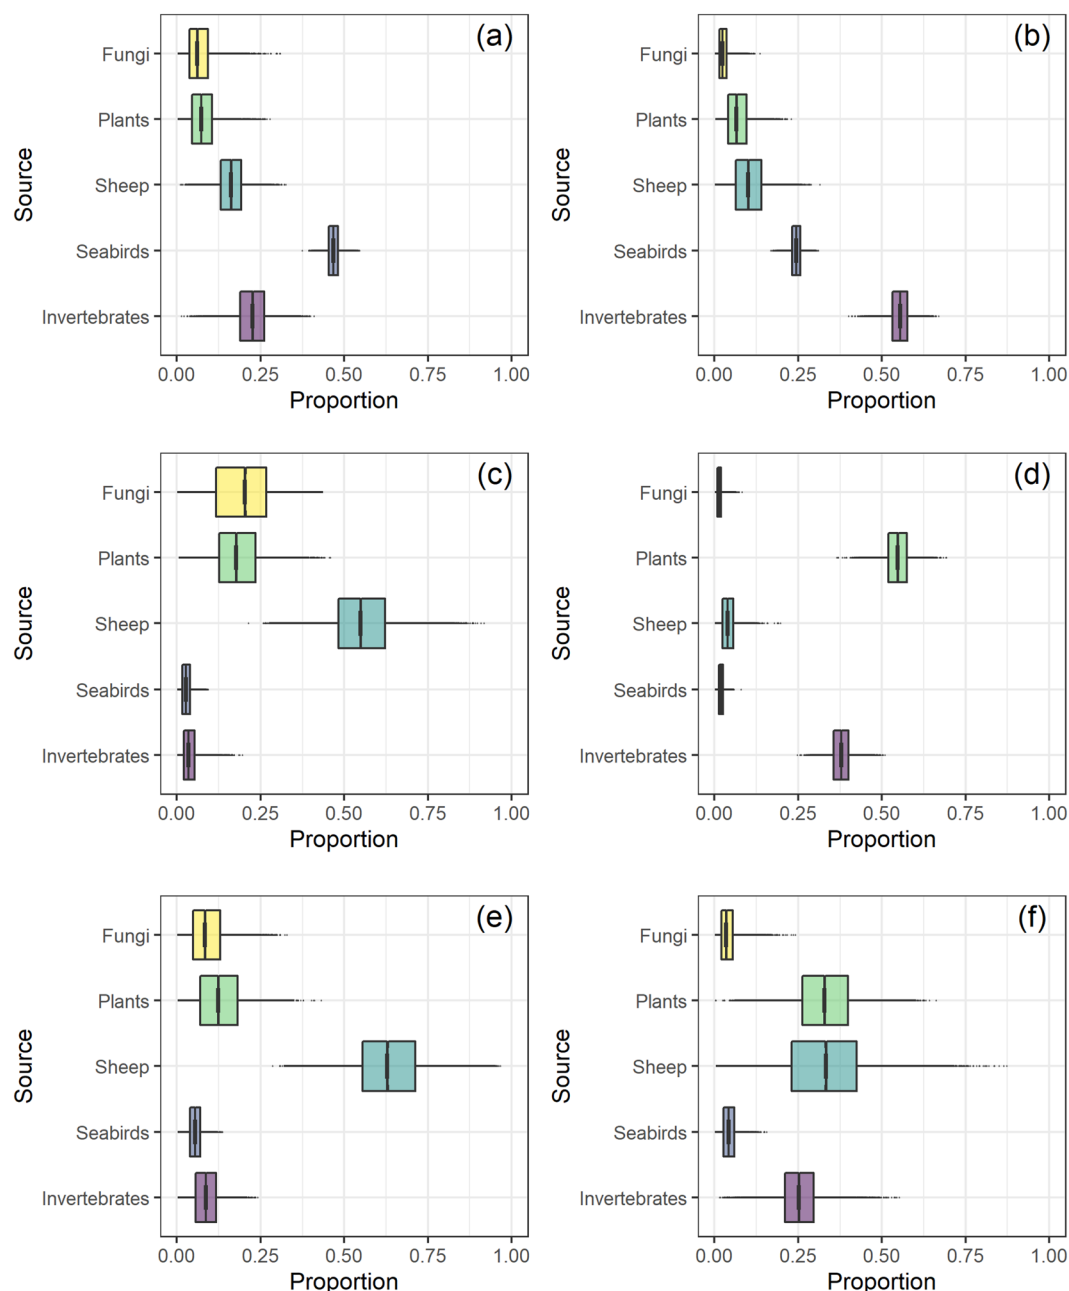 (a)
Fungi
Plants
Sheep
Seabirds
Invertebrates
Source
0.00 0.25 0.50 0.75 1.00
Proportion
(b)
Fungi
Plants
Sheep
Seabirds
Invertebrates
Source
0.00 0.25 0.50 0.75 1.00
Proportion
(c)
Fungi
Plants
Sheep
Seabirds
Invertebrates
Source
0.00 0.25 0.50 0.75 1.00
Proportion
(d)
Fungi
Plants
Sheep
Seabirds
Invertebrates
Source
0.00 0.25 0.50 0.75 1.00
Proportion
(e)
Fungi
Plants
Sheep
Seabirds
Invertebrates
Source
0.00 0.25 0.50 0.75 1.00
Proportion
(f)
Fungi
Plants
Sheep
Seabirds
Invertebrates
Source
0.00 0.25 0.50 0.75 1.00
Proportion